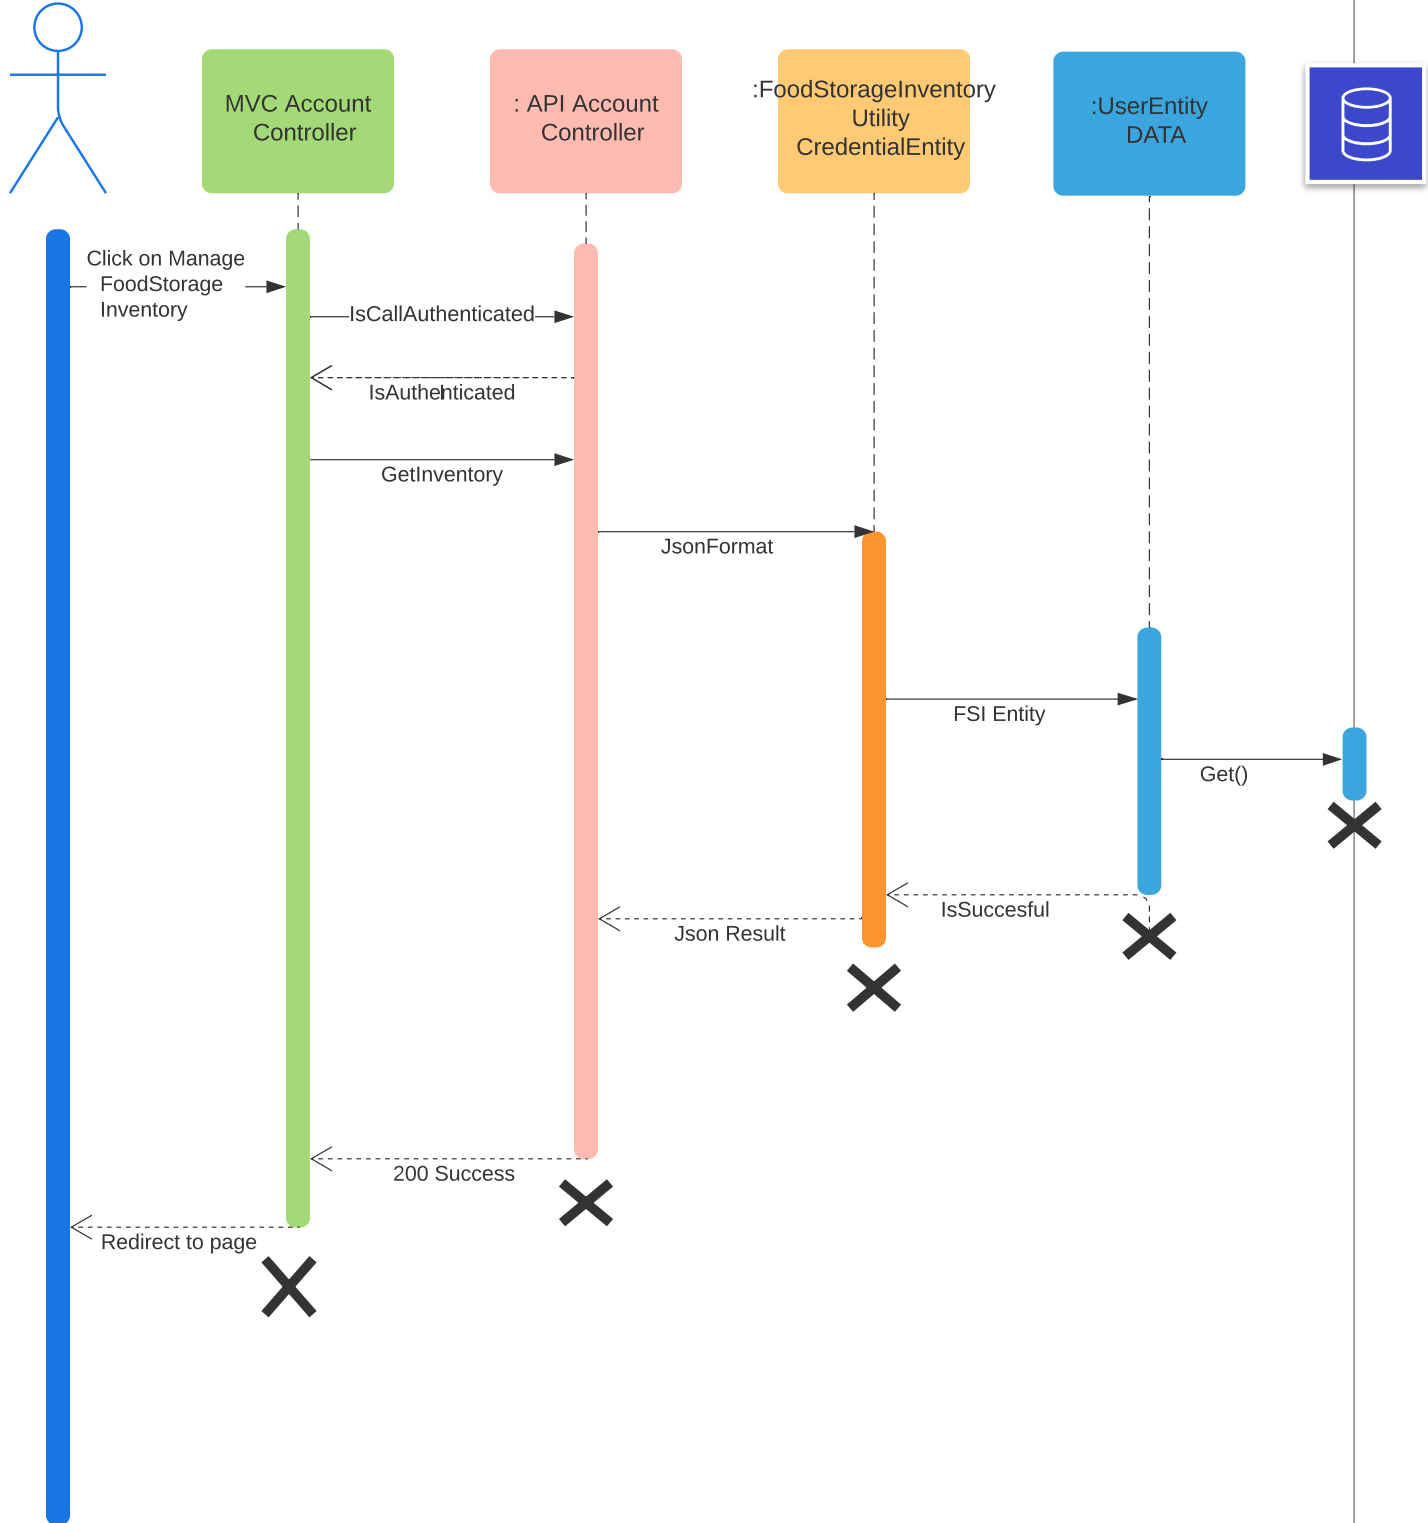 MVC Account
Controller
: API Account
Controller
:FoodStorageInventory
Utility
CredentialEntity
:UserEntity
DATA
Click on Manage
FoodStorage
Inventory
IsCallAuthenticated
IsAuthenticated
GetInventory
JsonFormat
FSI Entity
Get()
IsSuccesful
Json Result
200 Success
Redirect to page